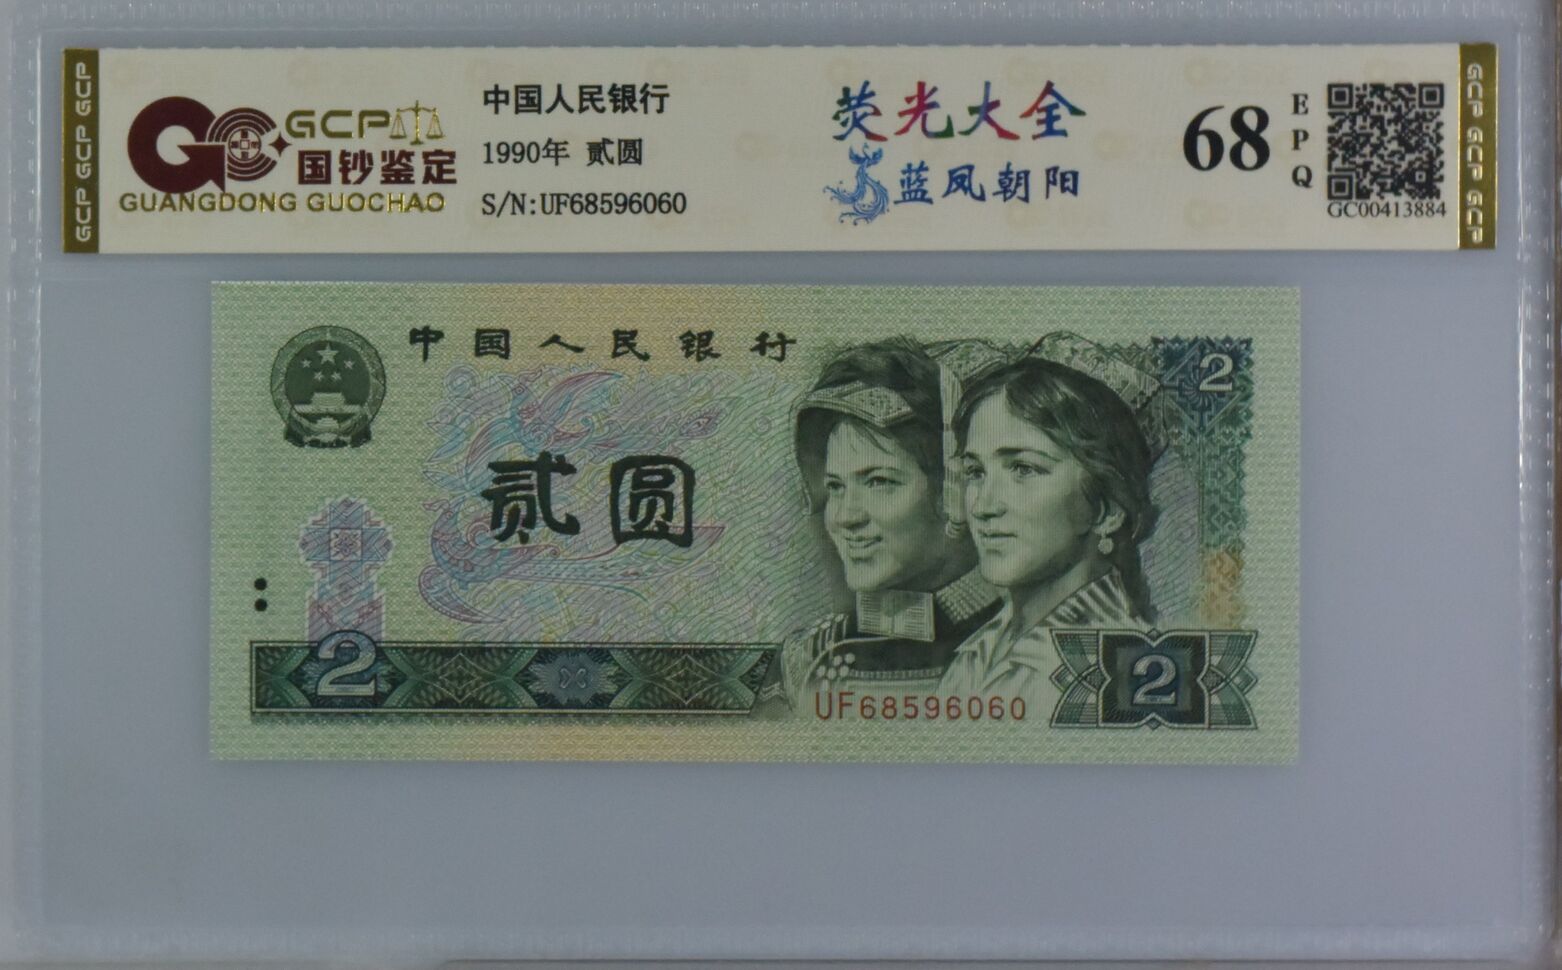 GCP GCP GCP
GCP
国钞鉴定
GUANGDONG GUOCHAO
中国人民银行
1990年 贰圆
S/N:UF68596060
荧光大全
蓝凤朝阳
68
EPQ
GC00413884
GCP GCP GCP
中国人民银行
2
贰圆
2
UF68596060
2